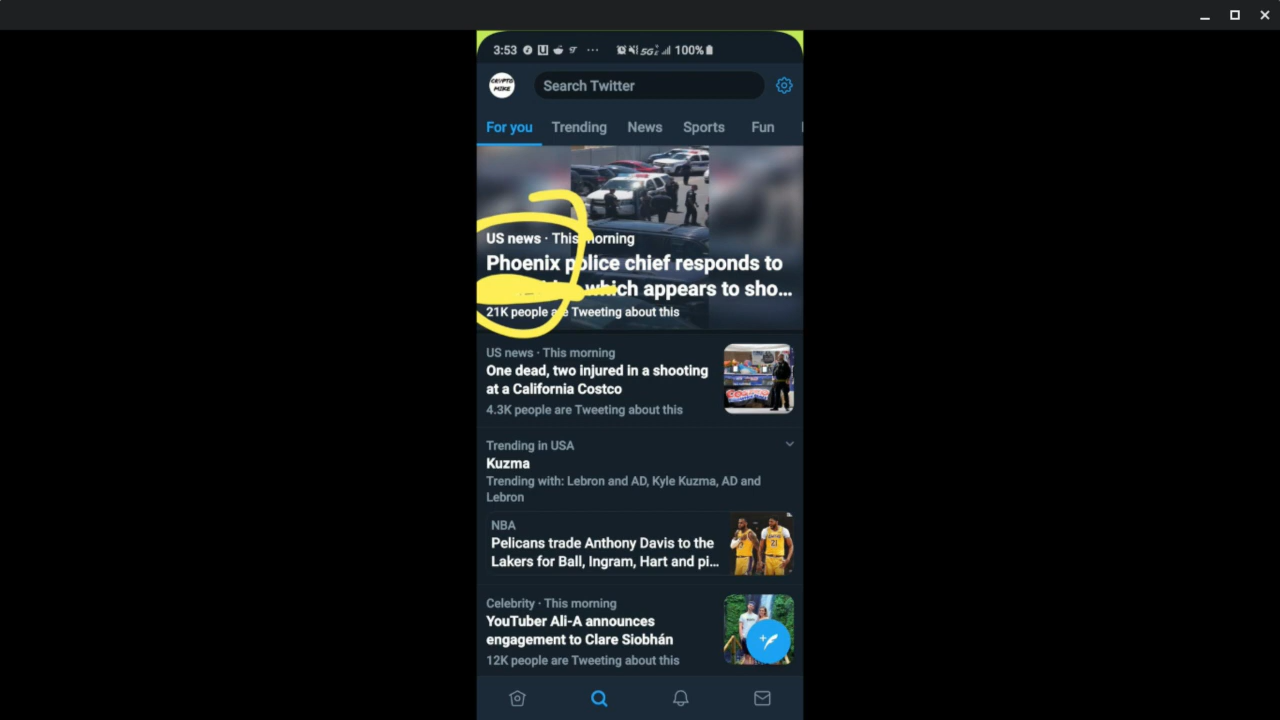 3:53 5G 100%
CRYPTO
MIKE
Search Twitter
For you Trending News Sports Fun
US news · This morning
Phoenix police chief responds to
which appears to sho...
21K people are Tweeting about this
US news · This morning
One dead, two injured in a shooting
at a California Costco
4.3K people are Tweeting about this
Trending in USA
Kuzma
Trending with: Lebron and AD, Kyle Kuzma, AD and
Lebron
NBA
Pelicans trade Anthony Davis to the
Lakers for Ball, Ingram, Hart and pi...
Celebrity · This morning
YouTuber Ali-A announces
engagement to Clare Siobhán
12K people are Tweeting about this